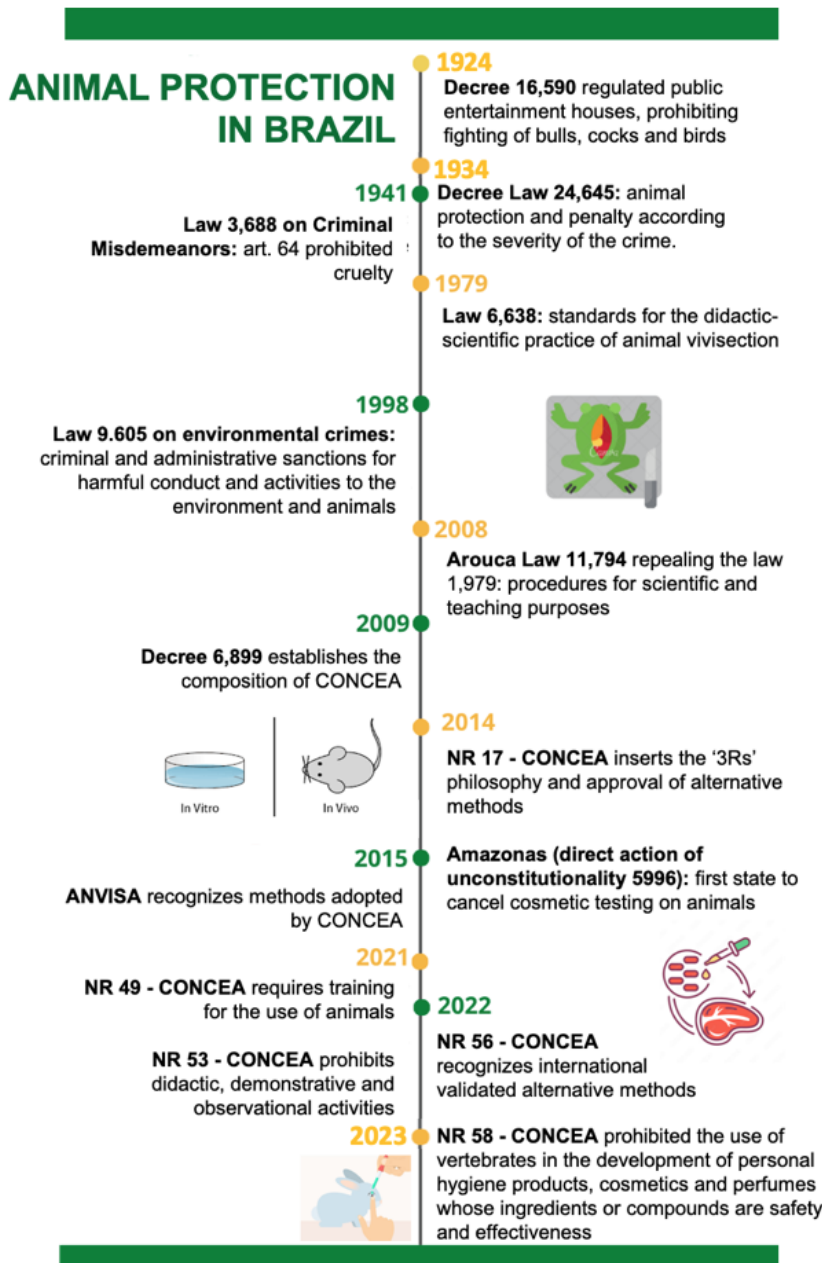 ANIMAL PROTECTION
IN BRAZIL
1924
Decree 16,590 regulated public
entertainment houses, prohibiting
fighting of bulls, cocks and birds
1934
Decree Law 24,645: animal
protection and penalty according
to the severity of the crime.
1941
Law 3,688 on Criminal
Misdemeanors: art. 64 prohibited
cruelty
1979
Law 6,638: standards for the didactic-
scientific practice of animal vivisection
1998
Law 9.605 on environmental crimes:
criminal and administrative sanctions for
harmful conduct and activities to the
environment and animals
2008
Arouca Law 11,794 repealing the law
1,979: procedures for scientific and
teaching purposes
2009
Decree 6,899 establishes the
composition of CONCEA
In Vitro
In Vivo
2014
NR 17 - CONCEA inserts the ‘3Rs’
philosophy and approval of alternative
methods
2015
ANVISA recognizes methods adopted
by CONCEA
Amazonas (direct action of
unconstitutionality 5996): first state to
cancel cosmetic testing on animals
2021
NR 49 - CONCEA requires training
for the use of animals
NR 53 - CONCEA prohibits
didactic, demonstrative and
observational activities
2022
NR 56 - CONCEA
recognizes international
validated alternative methods
2023
NR 58 - CONCEA prohibited the use of
vertebrates in the development of personal
hygiene products, cosmetics and perfumes
whose ingredients or compounds are safety
and effectiveness